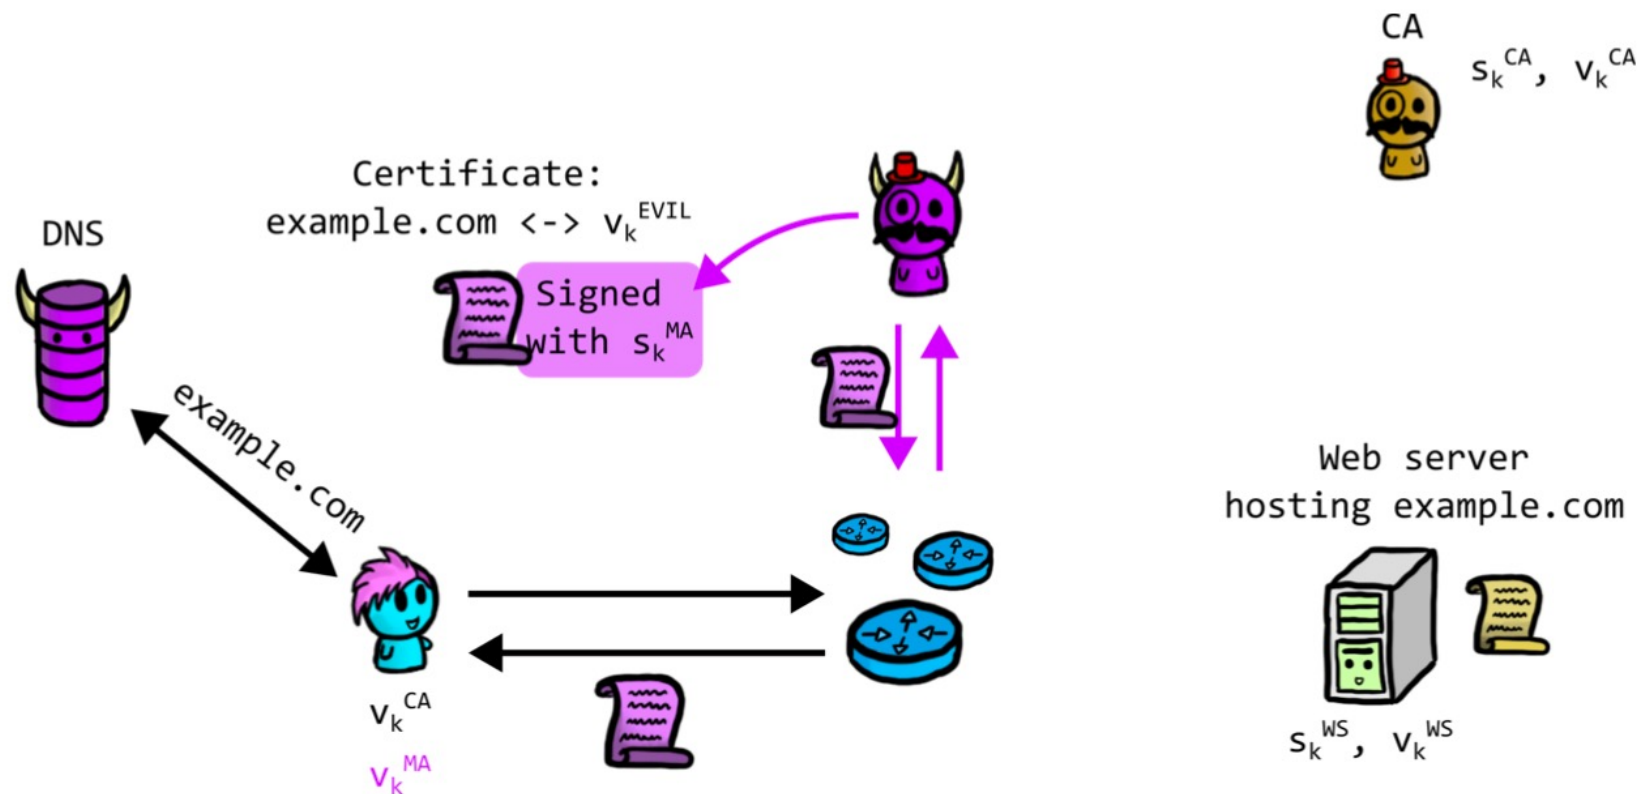 CA
s_k^CA, v_k^CA
Certificate:
example.com <-> v_k^EVIL
DNS
Signed
with s_k^MA
example.com
Web server
hosting example.com
v_k^CA
v_k^MA
s_k^WS, v_k^WS